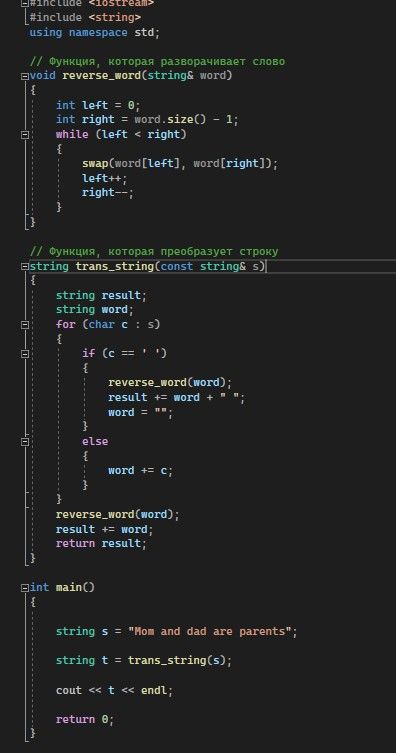 #include <iostream>
#include <string>
using namespace std;

// Функция, которая разворачивает слово
void reverse_word(string& word)
{
    int left = 0;
    int right = word.size() - 1;
    while (left < right)
    {
        swap(word[left], word[right]);
        left++;
        right--;
    }
}

// Функция, которая преобразует строку
string trans_string(const string& s)
{
    string result;
    string word;
    for (char c : s)
    {
        if (c == ' ')
        {
            reverse_word(word);
            result += word + " ";
            word = "";
        }
        else
        {
            word += c;
        }
    }
    reverse_word(word);
    result += word;
    return result;
}

int main()
{

    string s = "Mom and dad are parents";

    string t = trans_string(s);

    cout << t << endl;

    return 0;
}